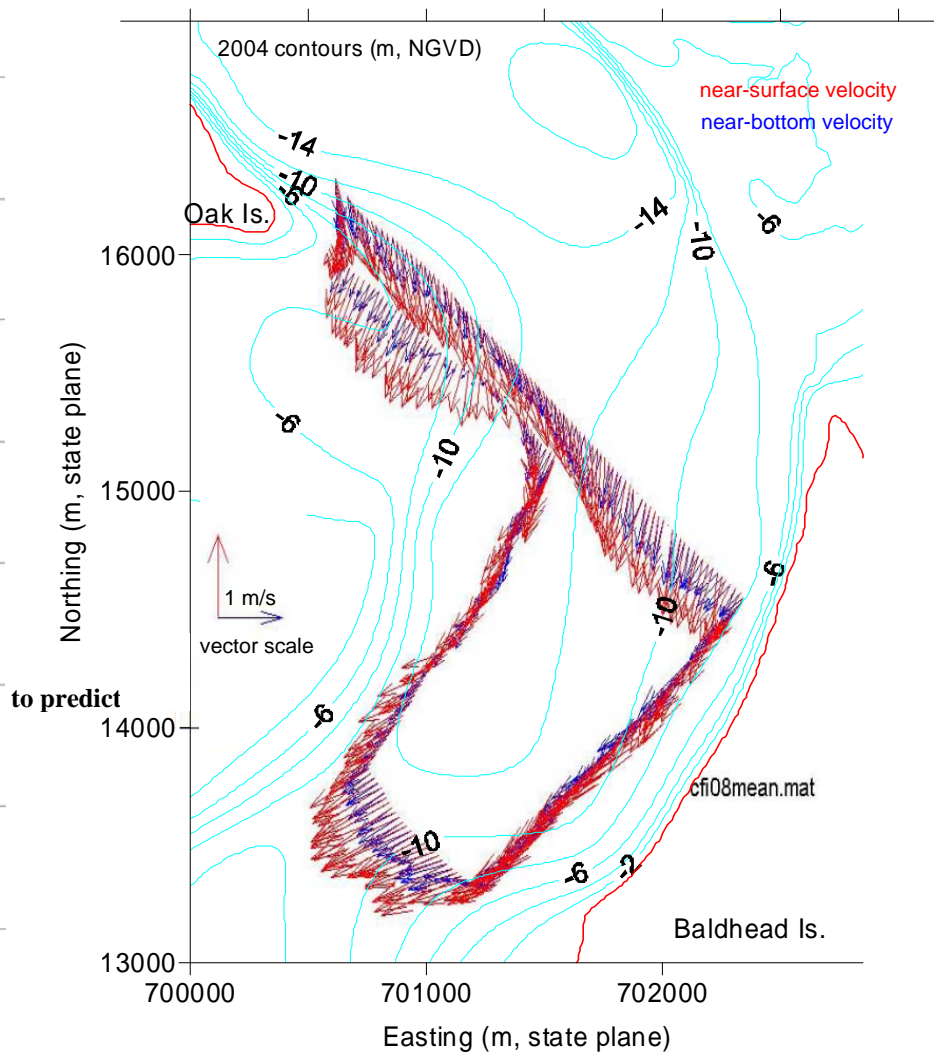 2004 contours (m, NGVD)
near-surface velocity
near-bottom velocity
-14
-10
-6
Oak Is.
-14
-6
-10
16000
-6
-10
15000
-6
1 m/s
-10
vector scale
to predict
-6
14000
cfi08mean.mat
-10
-6
-2
Baldhead Is.
13000
700000
701000
702000
Easting (m, state plane)
Northing (m, state plane)